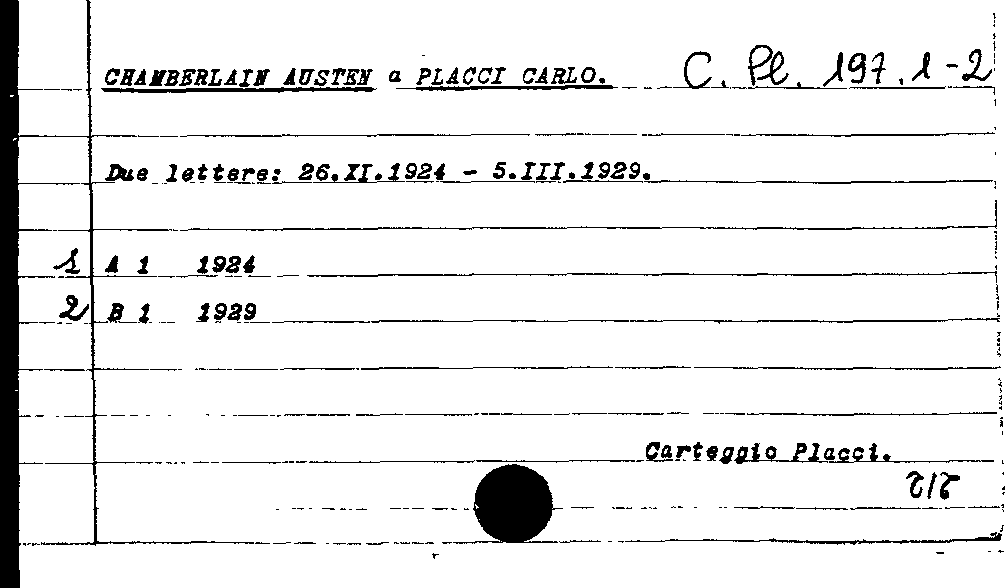 CHAMBERLAIN AUSTEN a PLACCI CARLO. C. Pl. 197.1-2
Due lettere: 26.XI.1924 - 5.III.1929.
1 A 1 1924
2 B 1 1929
Carteggio Placci.